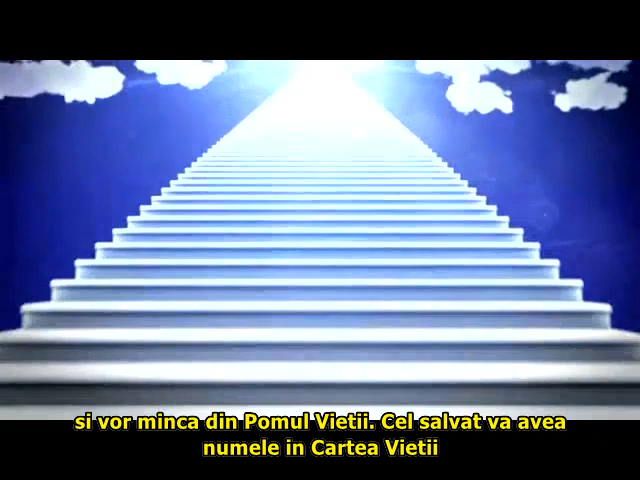 si vor minca din Pomul Vietii. Cel salvat va avea
numele in Cartea Vietii